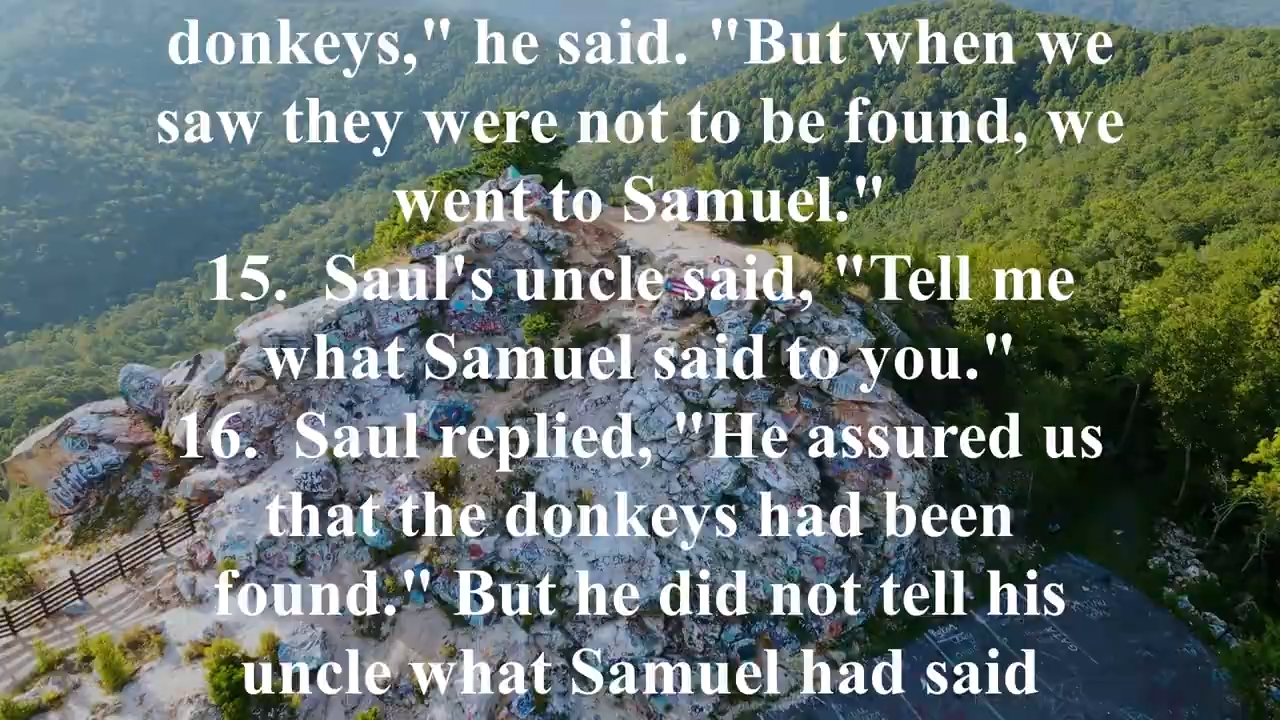 donkeys," he said. "But when we
saw they were not to be found, we
went to Samuel."
15.  Saul's uncle said, "Tell me
what Samuel said to you."
16.  Saul replied, "He assured us
that the donkeys had been
found." But he did not tell his
uncle what Samuel had said